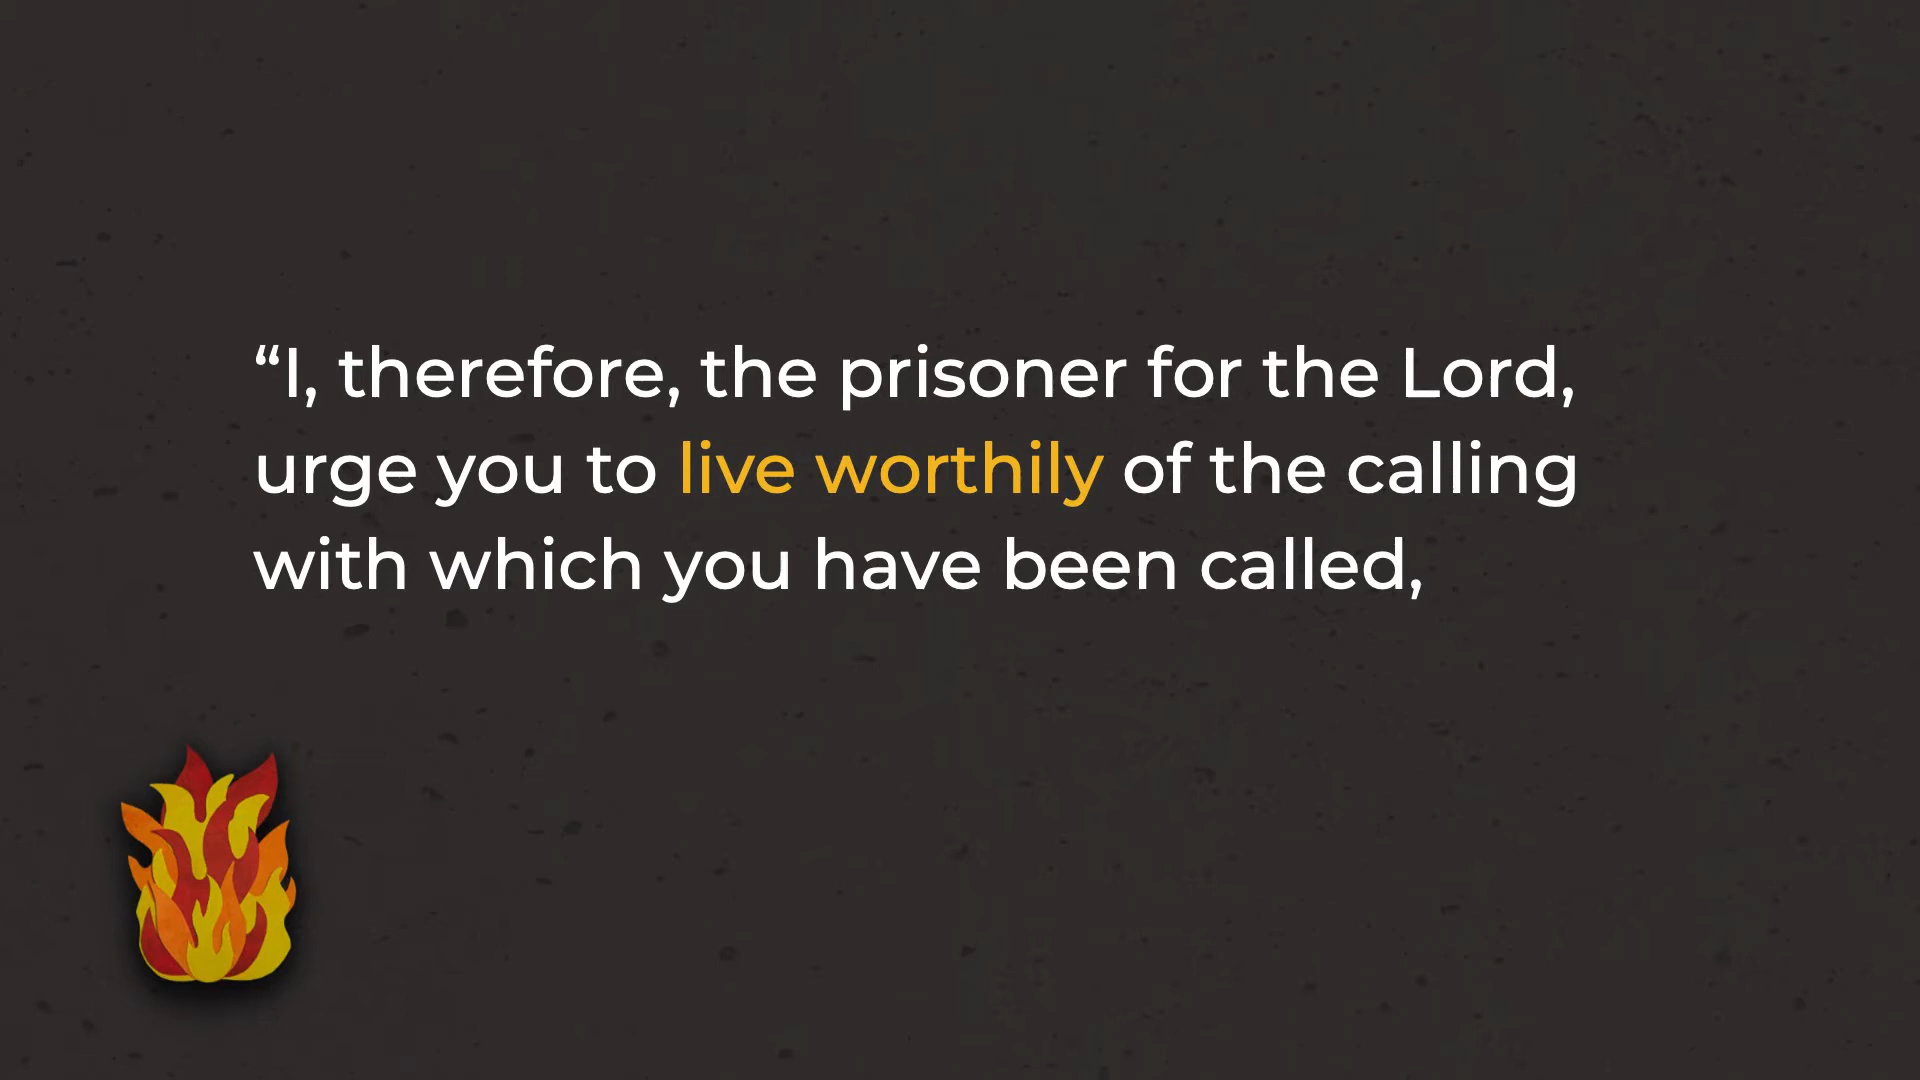 “I, therefore, the prisoner for the Lord,
urge you to live worthily of the calling
with which you have been called,